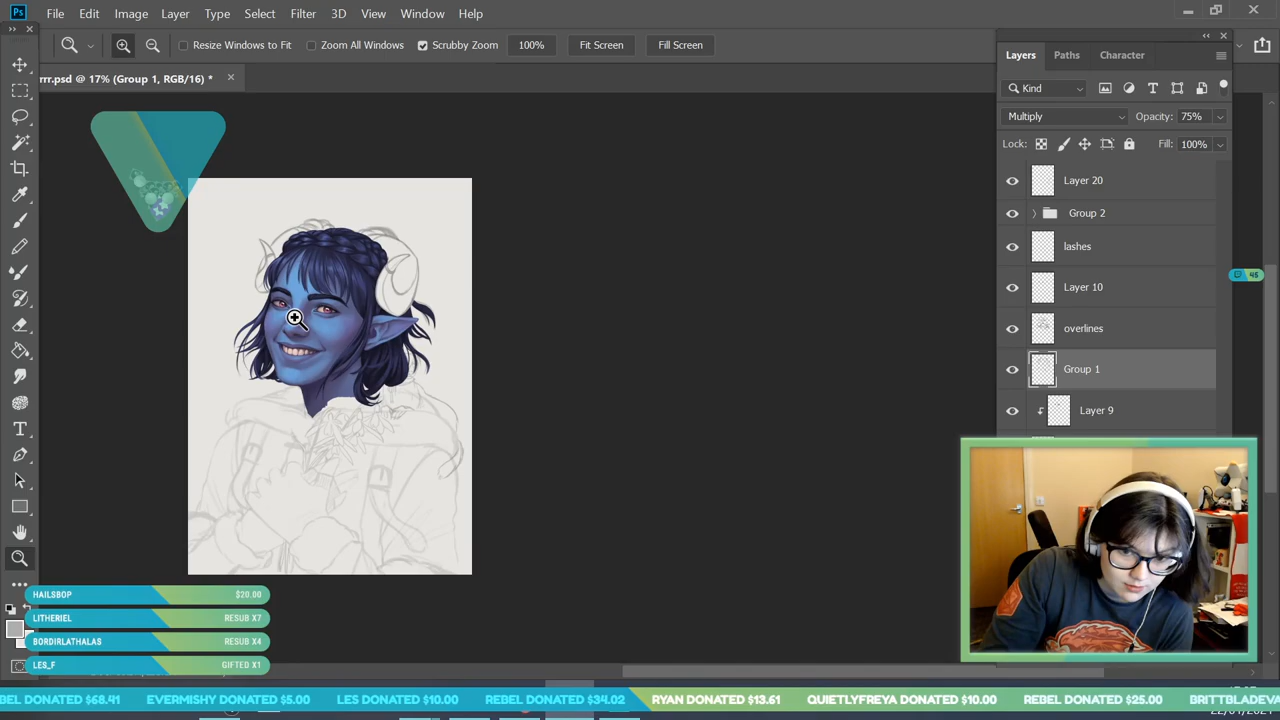 Ps File Edit Image Layer Type Select Filter 3D View Window Help
Resize Windows to Fit Zoom All Windows Scrubby Zoom 100% Fit Screen Fill Screen
rrr.psd @ 17% (Group 1, RGB/16) *
Layers Paths Character
Kind
Multiply Opacity: 75%
Lock: Fill: 100%
Layer 20
Group 2
lashes
Layer 10
overlines
Group 1
Layer 9
45
HAILSBOP $20.00
LITHERIEL RESUB X7
BORDIRLATHALAS RESUB X4
LES_F GIFTED X1
REBEL DONATED $68.41 EVERMISHY DONATED $5.00 LES DONATED $10.00 REBEL DONATED $34.02 RYAN DONATED $13.61 QUIETLYFREYA DONATED $10.00 REBEL DONATED $25.00 BRITTBLADEV